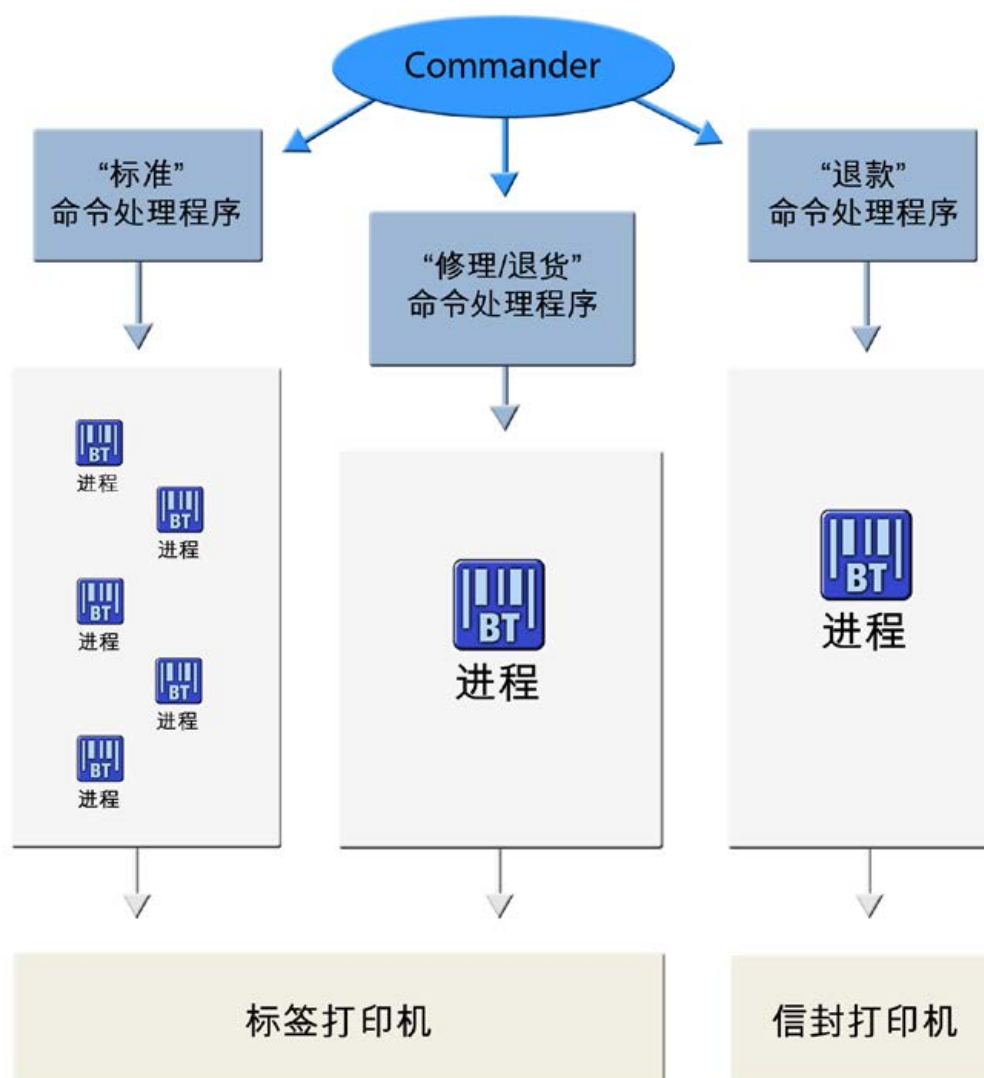 Commander
“标准”
命令处理程序
“修理/退货”
命令处理程序
“退款”
命令处理程序
BT
进程
BT
进程
BT
进程
BT
进程
BT
进程
BT
进程
BT
进程
标签打印机
信封打印机